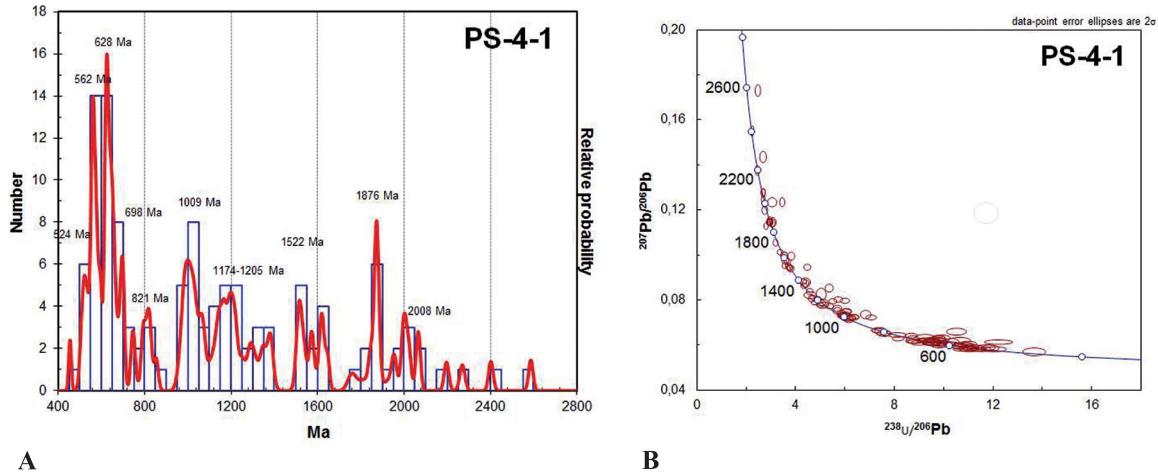 PS-4-1
628 Ma
562 Ma
524 Ma
698 Ma
821 Ma
1009 Ma
1174-1205 Ma
1522 Ma
1876 Ma
2008 Ma
18
16
14
12
10
8
6
4
2
0
Number
Relative probability
400 800 1200 1600 2000 2400 2800
Ma
A
data-point error ellipses are 2σ
PS-4-1
0,20
0,16
0,12
0,08
0,04
207Pb/206Pb
2600
2200
1800
1400
1000
600
0 4 8 12 16
238U/206Pb
B